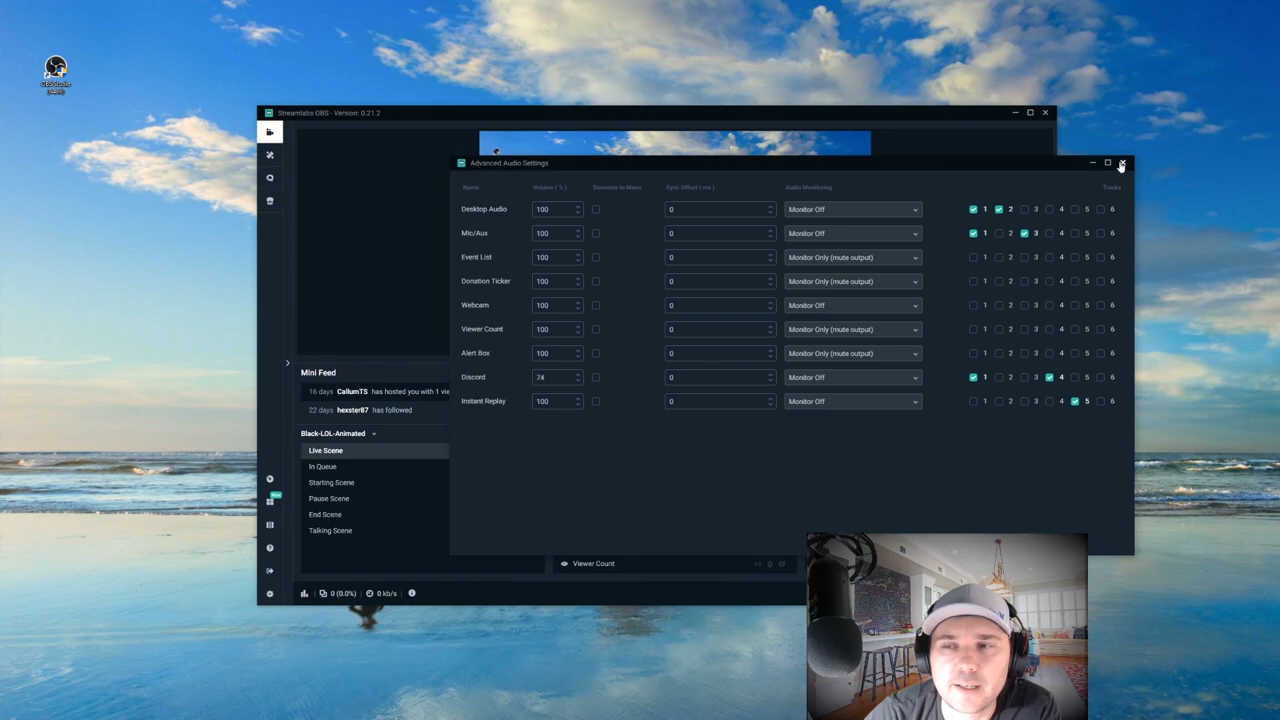 OBS Studio
(64bit)
Streamlabs OBS - Version: 0.21.2
Advanced Audio Settings
Name Volume ( % ) Downmix to Mono Sync Offset ( ms ) Audio Monitoring Tracks
Desktop Audio 100 0 Monitor Off 1 2 3 4 5 6
Mic/Aux 100 0 Monitor Off 1 2 3 4 5 6
Event List 100 0 Monitor Only (mute output) 1 2 3 4 5 6
Donation Ticker 100 0 Monitor Only (mute output) 1 2 3 4 5 6
Webcam 100 0 Monitor Off 1 2 3 4 5 6
Viewer Count 100 0 Monitor Only (mute output) 1 2 3 4 5 6
Alert Box 100 0 Monitor Only (mute output) 1 2 3 4 5 6
Discord 74 0 Monitor Off 1 2 3 4 5 6
Instant Replay 100 0 Monitor Off 1 2 3 4 5 6
Mini Feed
16 days CallumTS has hosted you with 1 vie
22 days hexster87 has followed
Black-LOL-Animated
Live Scene
In Queue
Starting Scene
Pause Scene
End Scene
Talking Scene
New
Viewer Count
0 (0.0%) 0 kb/s